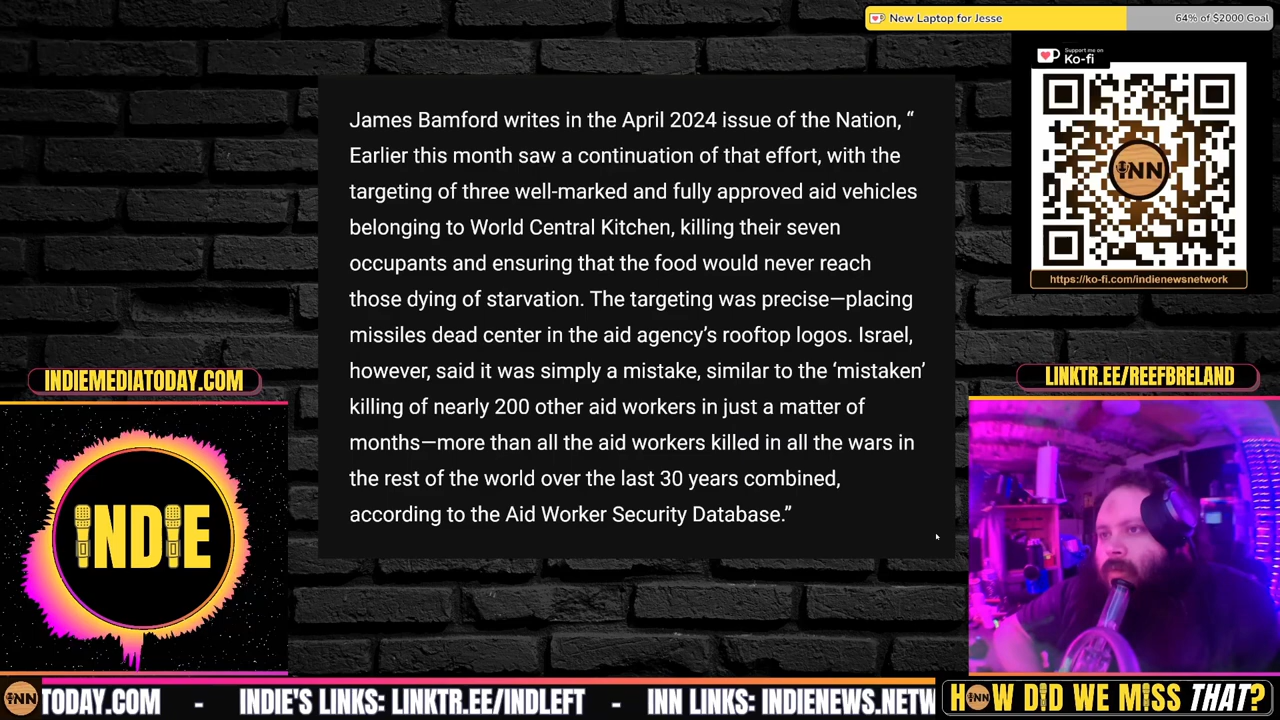 New Laptop for Jesse
64% of $2000 Goal
Support me on
Ko-fi
James Bamford writes in the April 2024 issue of the Nation, “
Earlier this month saw a continuation of that effort, with the
targeting of three well-marked and fully approved aid vehicles
belonging to World Central Kitchen, killing their seven
occupants and ensuring that the food would never reach
those dying of starvation. The targeting was precise—placing
missiles dead center in the aid agency’s rooftop logos. Israel,
however, said it was simply a mistake, similar to the ‘mistaken’
killing of nearly 200 other aid workers in just a matter of
months—more than all the aid workers killed in all the wars in
the rest of the world over the last 30 years combined,
according to the Aid Worker Security Database.”
INN
https://ko-fi.com/indienewsnetwork
INDIEMEDIATODAY.COM
LINKTR.EE/REEFBRELAND
INDIE
INN
TODAY.COM - INDIE'S LINKS: LINKTR.EE/INDLEFT - INN LINKS: INDIENEWS.NETW
HOW DID WE MISS THAT?